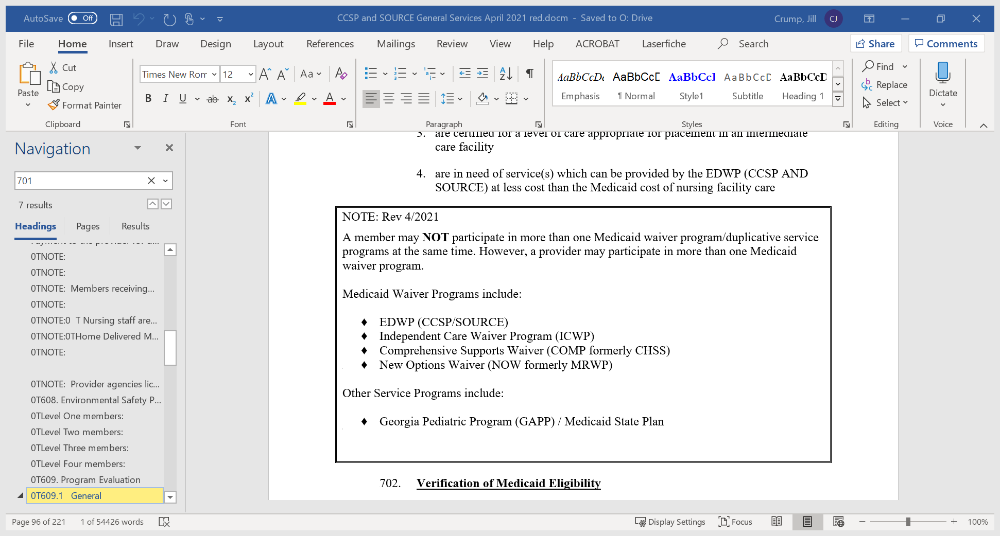 AutoSave Off CCSP and SOURCE General Services April 2021 red.docm - Saved to O: Drive Crump, Jill CJ
File Home Insert Draw Design Layout References Mailings Review View Help ACROBAT Laserfiche Search Share Comments
Paste
Cut
Copy
Format Painter
Clipboard
Times New Ror 12
Font
Paragraph
AaBbCcDc AaBbCcD AaBbCcI AaBbCcD AaBbCcD
Emphasis ¶ Normal Style1 Subtitle Heading 1
Styles
Find
Replace
Select
Editing
Dictate
Voice
Navigation
701
7 results
Headings Pages Results
Payment to the provider for d...
0TNOTE:
0TNOTE:
0TNOTE: Members receiving...
0TNOTE:
0TNOTE:0 T Nursing staff are...
0TNOTE:0THome Delivered M...
0TNOTE:
0TNOTE: Provider agencies lic...
0T608. Environmental Safety P...
0TLevel One members:
0TLevel Two members:
0TLevel Three members:
0TLevel Four members:
0T609. Program Evaluation
0T609.1 General
3. are certified for a level of care appropriate for placement in an intermediate
care facility
4. are in need of service(s) which can be provided by the EDWP (CCSP AND
SOURCE) at less cost than the Medicaid cost of nursing facility care
NOTE: Rev 4/2021
A member may NOT participate in more than one Medicaid waiver program/duplicative service
programs at the same time. However, a provider may participate in more than one Medicaid
waiver program.
Medicaid Waiver Programs include:
♦ EDWP (CCSP/SOURCE)
♦ Independent Care Waiver Program (ICWP)
♦ Comprehensive Supports Waiver (COMP formerly CHSS)
♦ New Options Waiver (NOW formerly MRWP)
Other Service Programs include:
♦ Georgia Pediatric Program (GAPP) / Medicaid State Plan
702. Verification of Medicaid Eligibility
Page 96 of 221 1 of 54426 words Display Settings Focus 100%